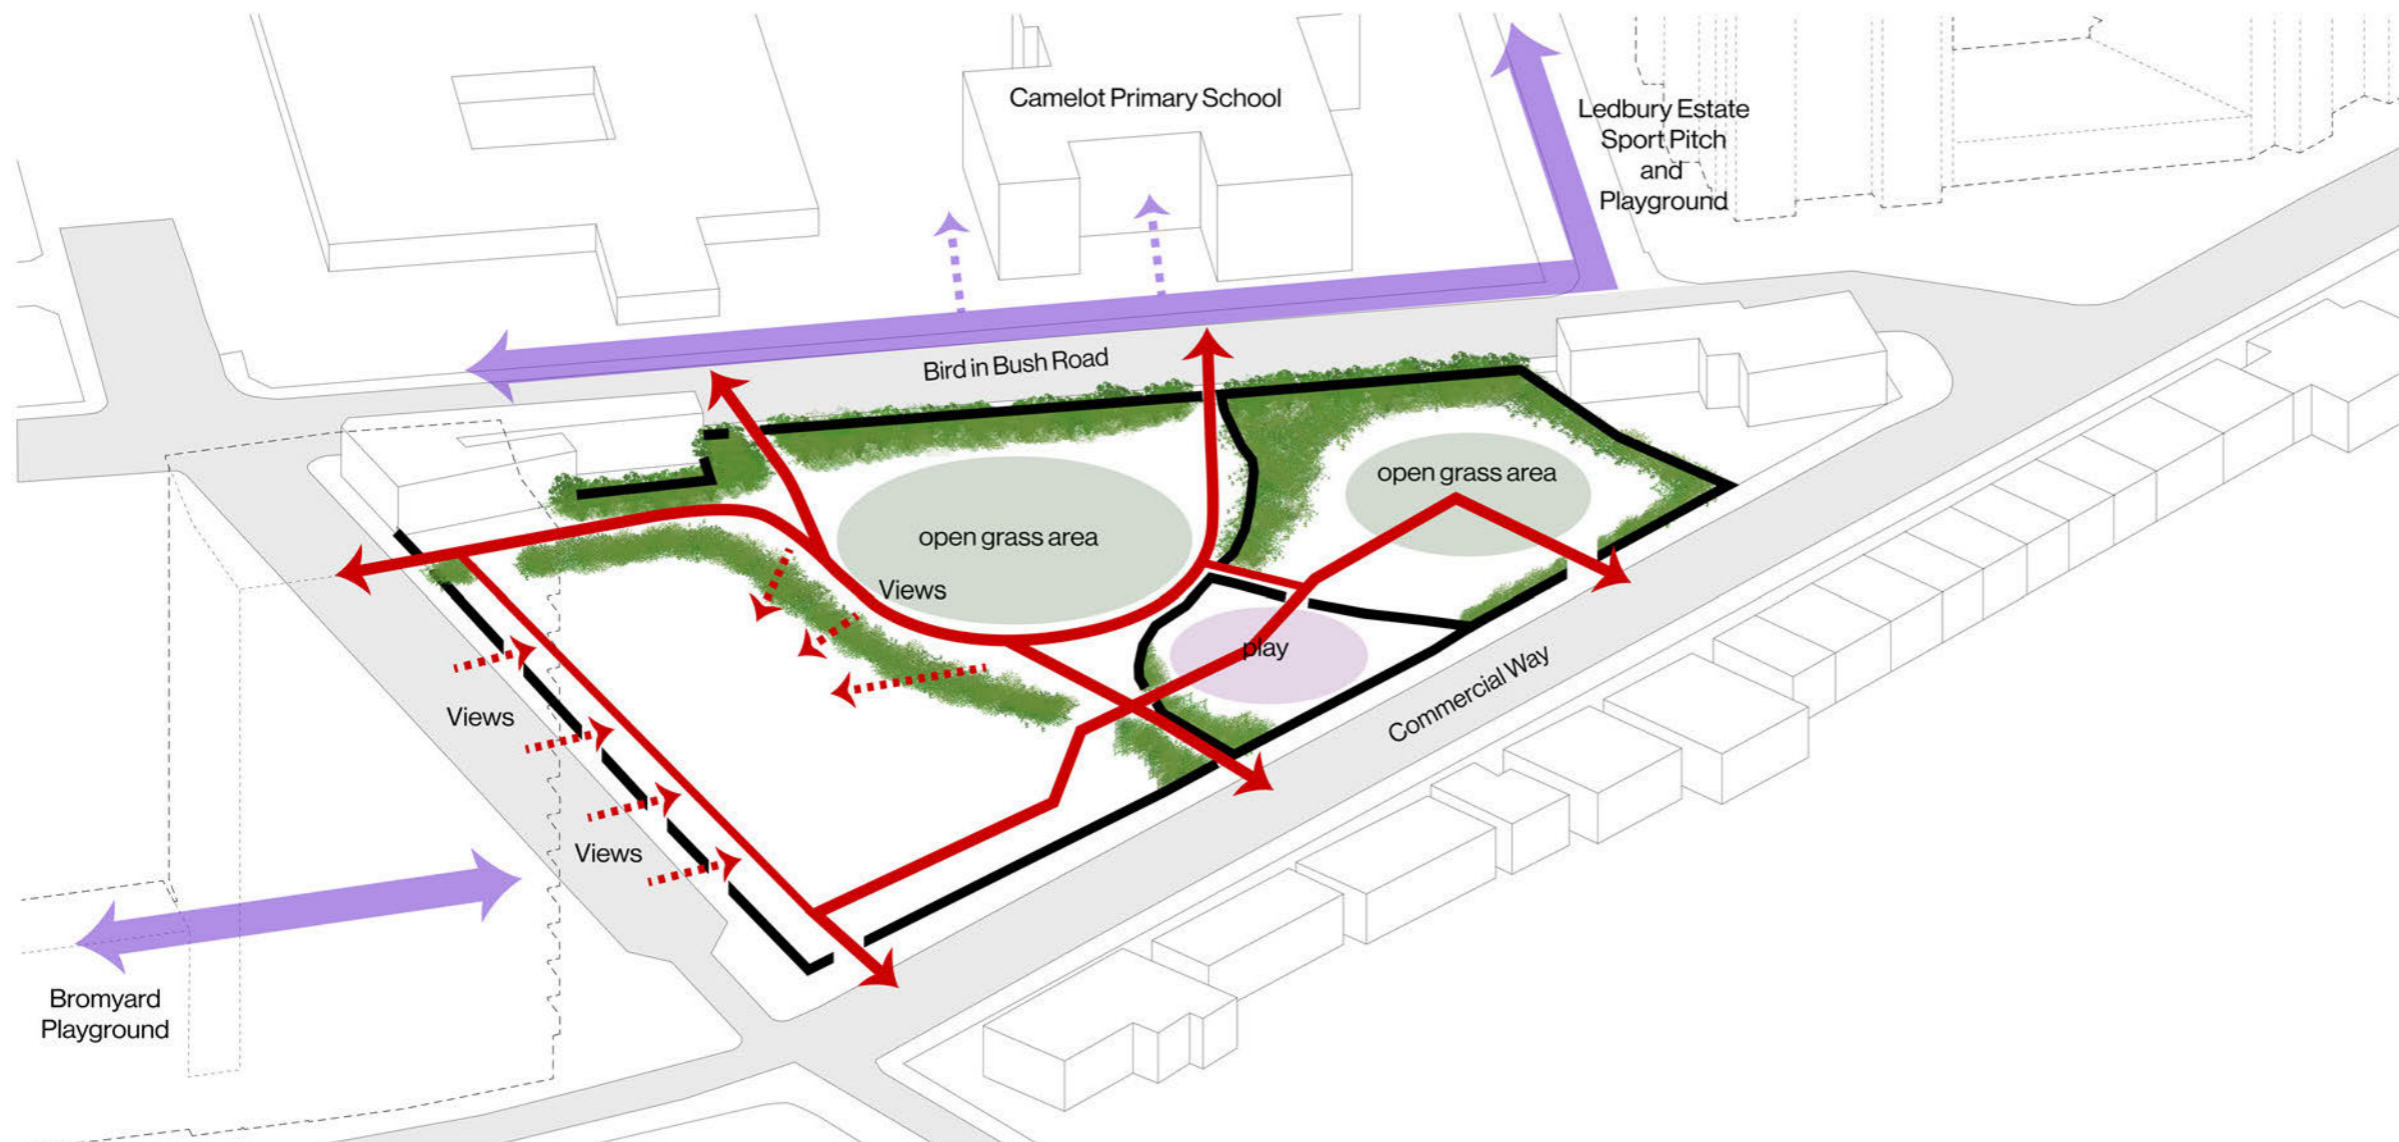 Camelot Primary School
Ledbury Estate
Sport Pitch
and
Playground
Bird in Bush Road
open grass area
open grass area
Views
play
Commercial Way
Views
Views
Bromyard
Playground